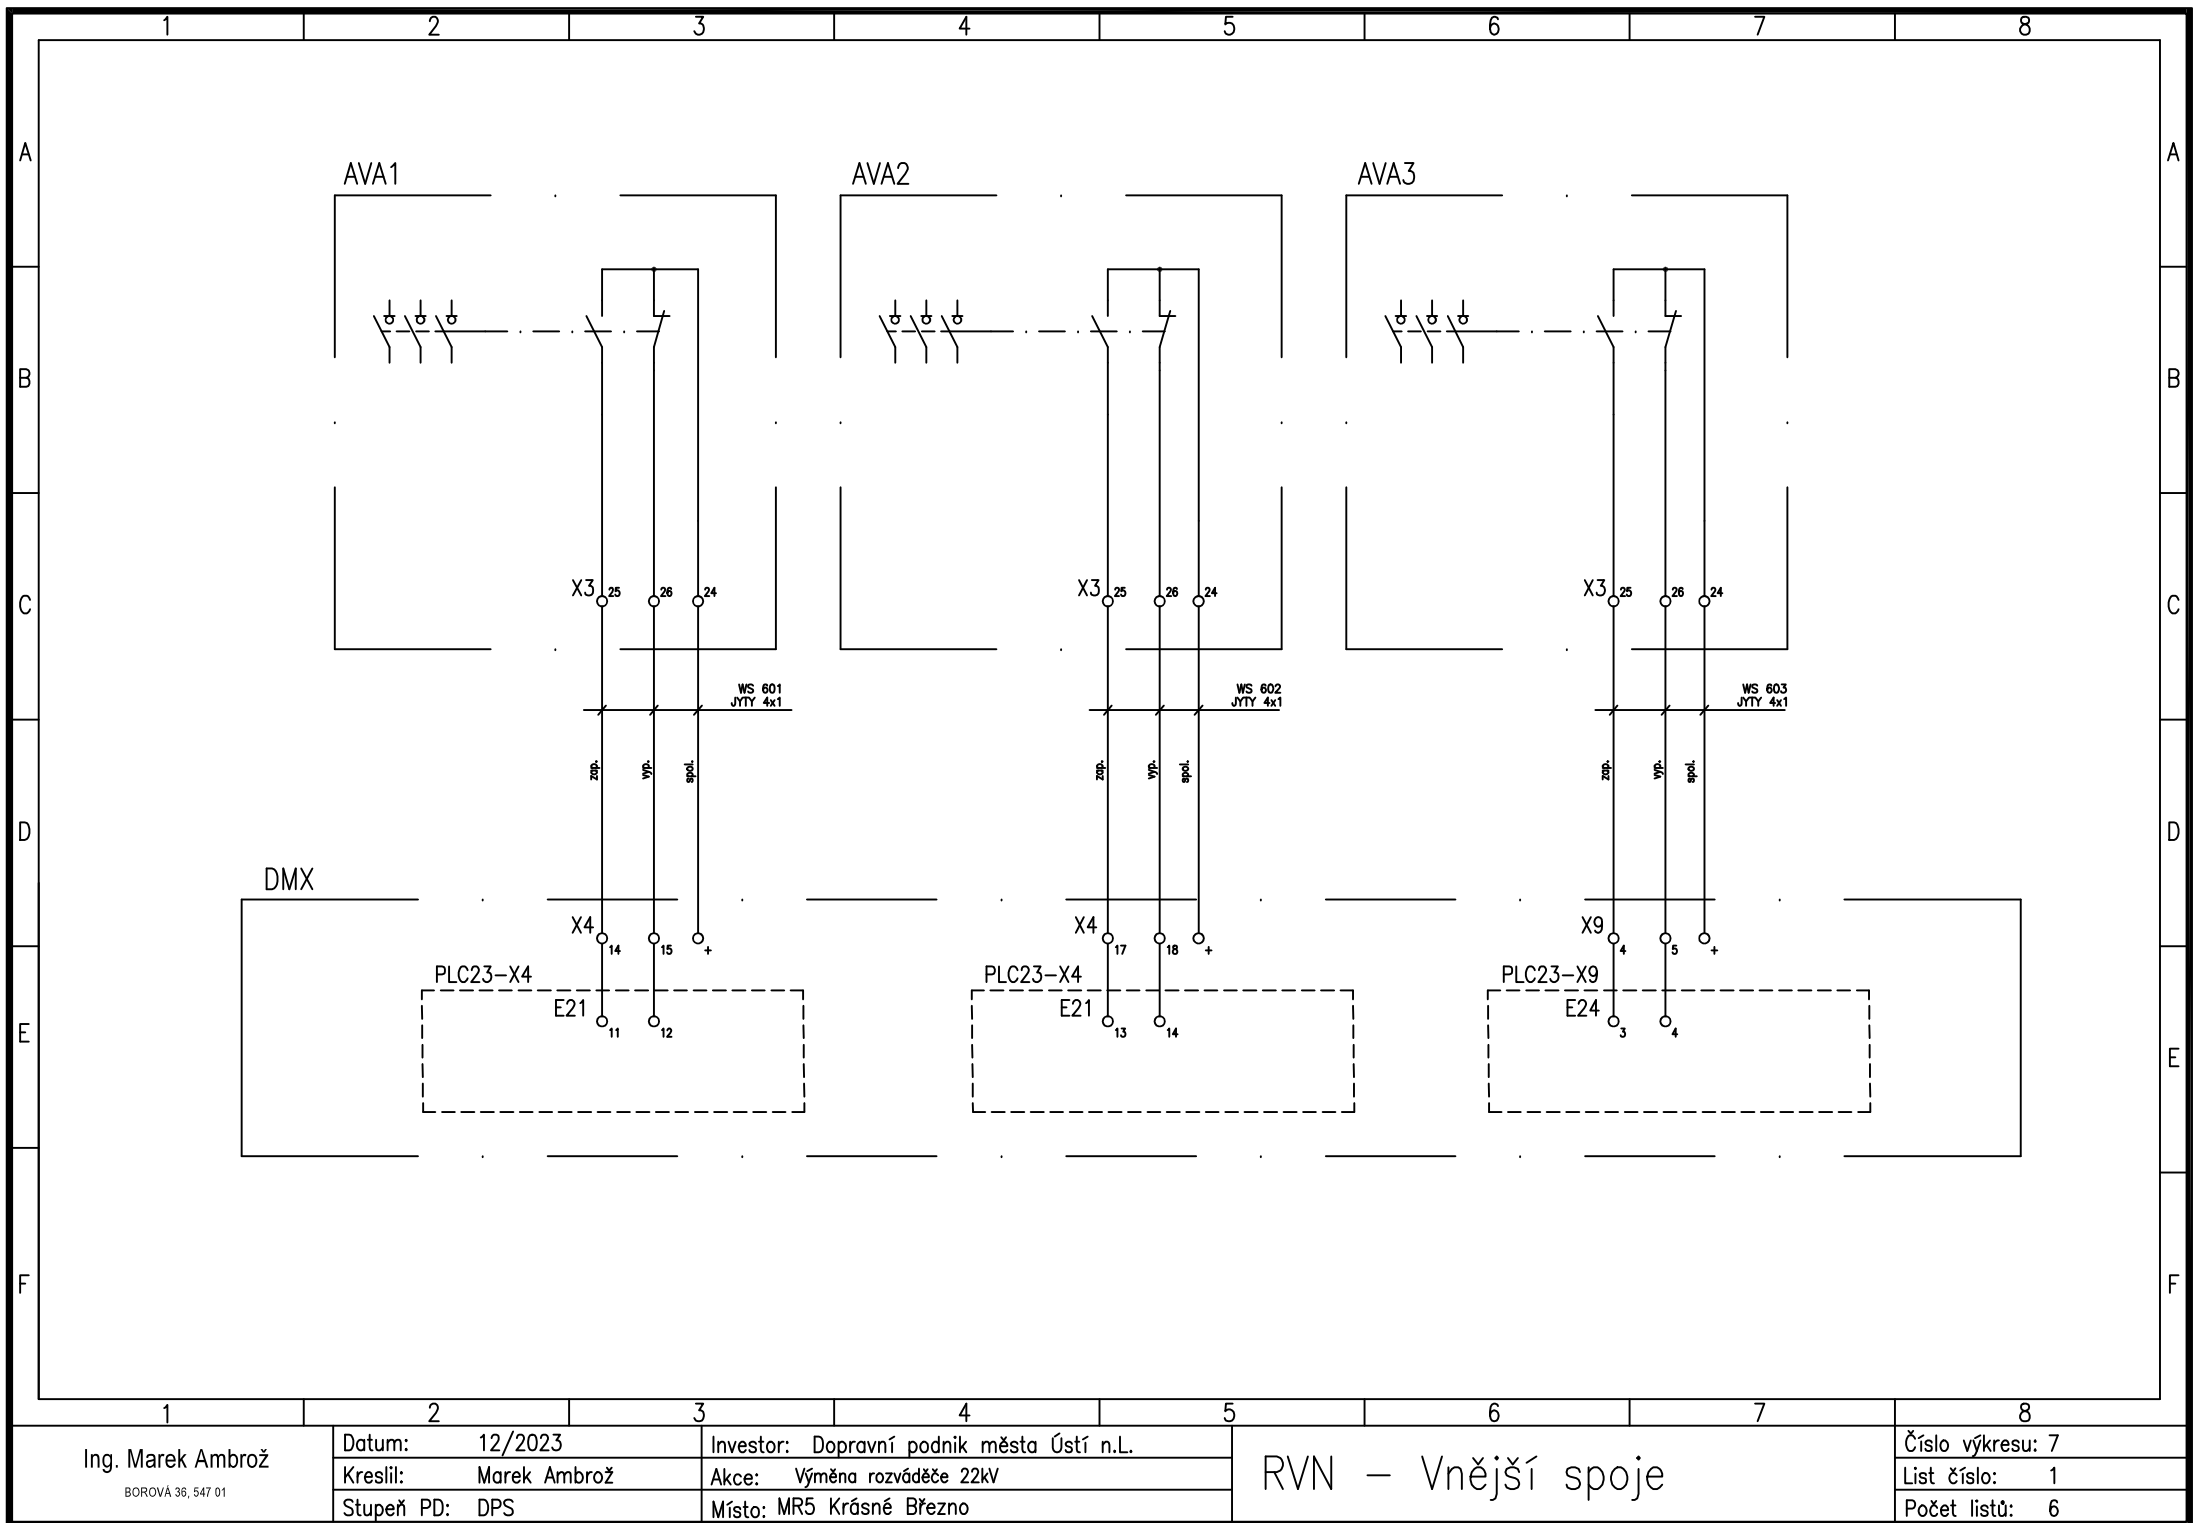 1 2 3 4 5 6 7 8
A A
AVA1 AVA2 AVA3
B B
X3 25 26 24 X3 25 26 24 X3 25 26 24
C C
WS 601 WS 602 WS 603
JYTY 4x1 JYTY 4x1 JYTY 4x1
zap. vyp. spol. zap. vyp. spol. zap. vyp. spol.
D D
DMX
X4 14 15 + X4 17 18 + X9 4 5 +
PLC23-X4 PLC23-X4 PLC23-X9
E21 11 12 E21 13 14 E24 3 4
E E
F F
1 2 3 4 5 6 7 8
Ing. Marek Ambrož
BOROVÁ 36, 547 01
Datum: 12/2023
Kreslil: Marek Ambrož
Stupeň PD: DPS
Investor: Dopravní podnik města Ústí n.L.
Akce: Výměna rozváděče 22kV
Místo: MR5 Krásné Březno
RVN – Vnější spoje
Číslo výkresu: 7
List číslo: 1
Počet listů: 6